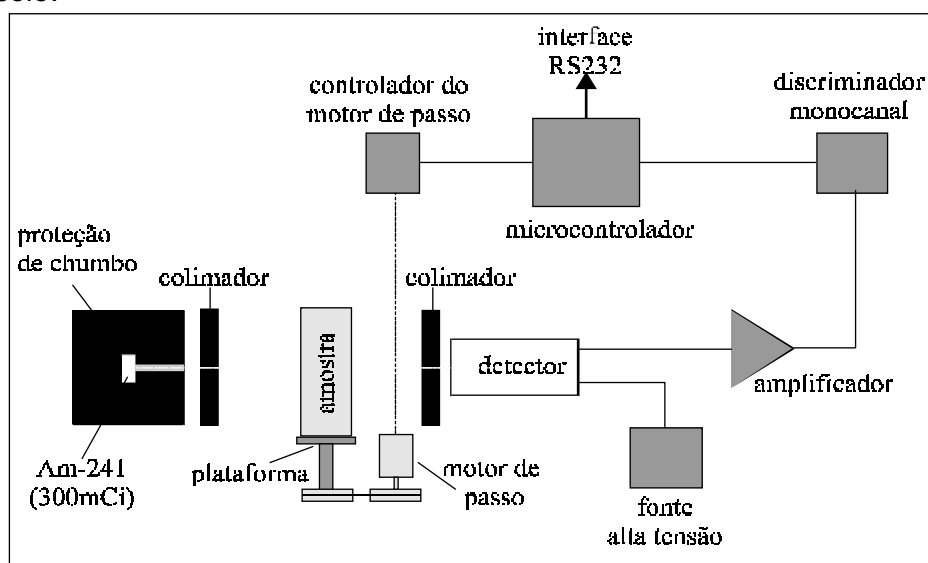 interface
RS232
controlador do
motor de passo
discriminador
monocanal
microcontrolador
proteção
de chumbo
colimador
colimador
amostra
detector
amplificador
Am-241
(300mCi)
plataforma
motor de
passo
fonte
alta tensão